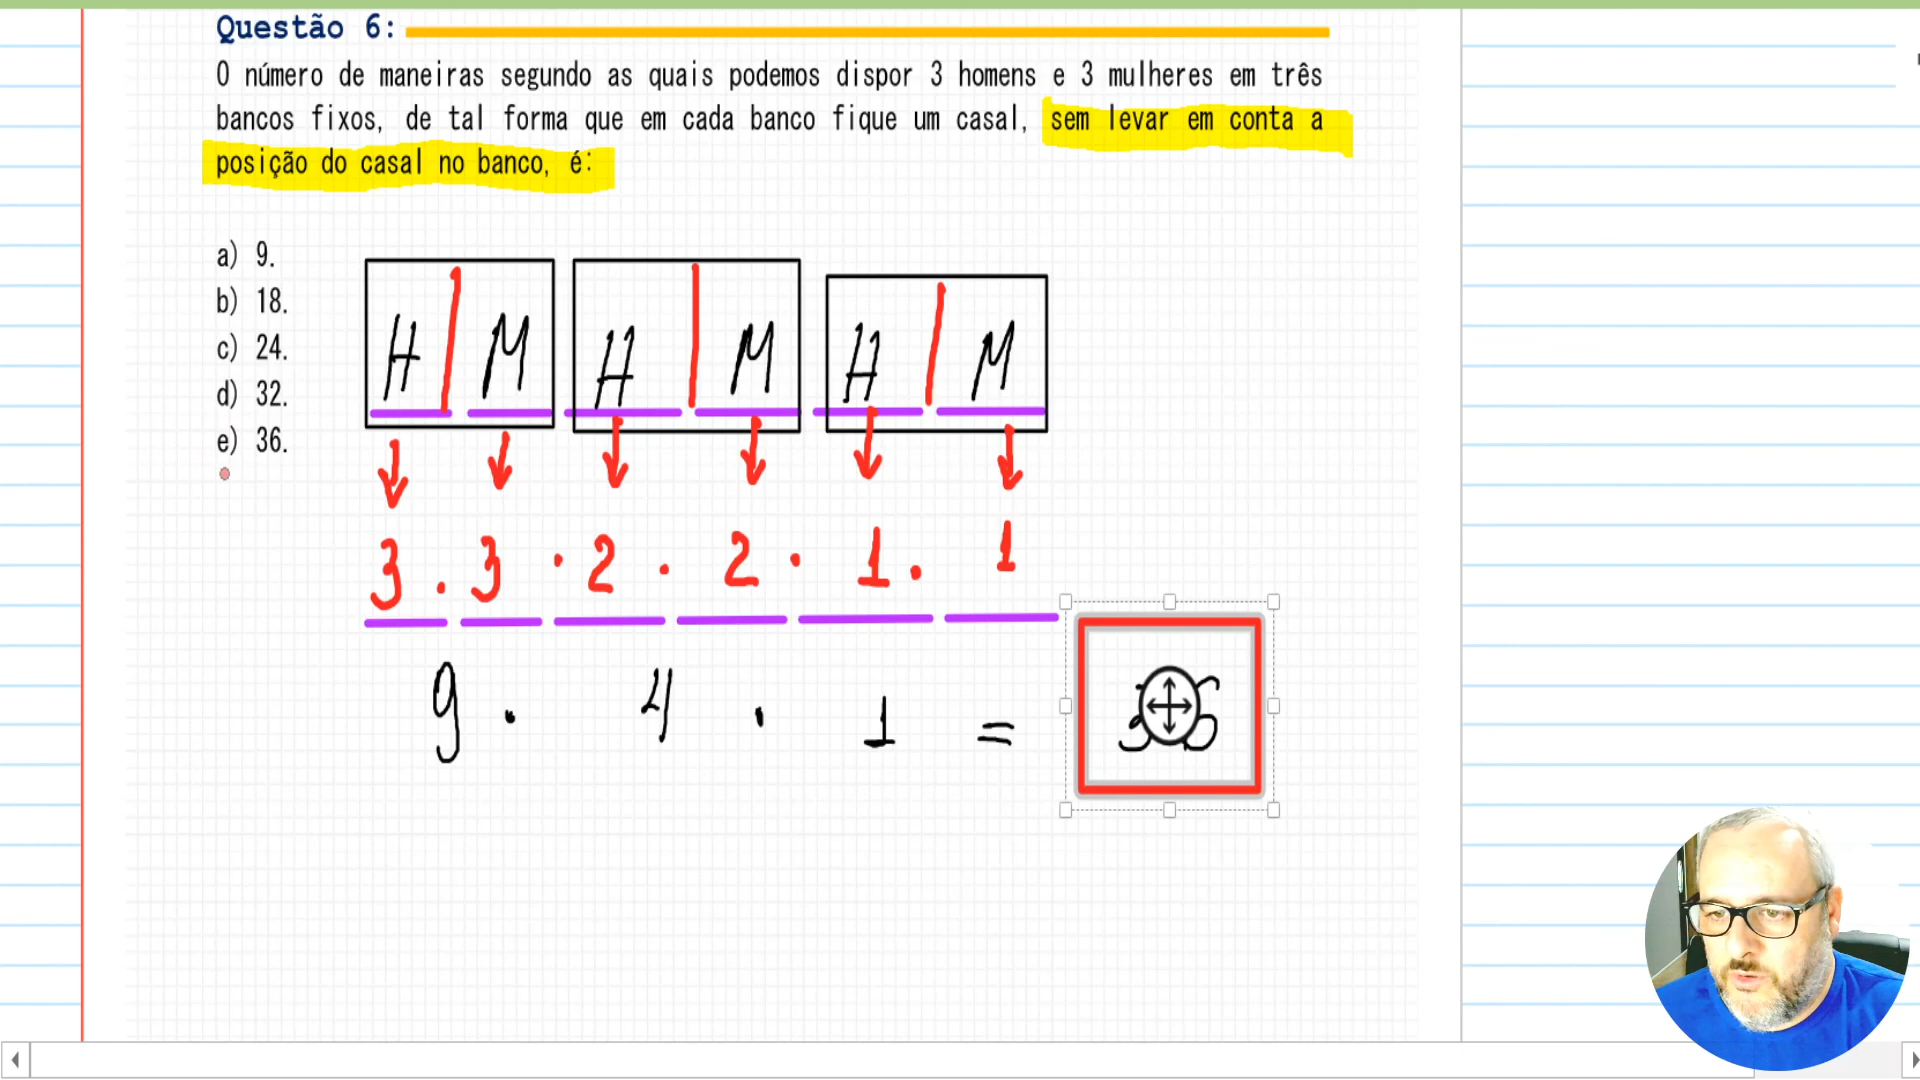 Questão 6:
O número de maneiras segundo as quais podemos dispor 3 homens e 3 mulheres em três
bancos fixos, de tal forma que em cada banco fique um casal, sem levar em conta a
posição do casal no banco, é:
a) 9.
b) 18.
c) 24.
d) 32.
e) 36.
H M H M H M
3 . 3 . 2 . 2 . 1 . 1
9 . 4 . 1 = 36